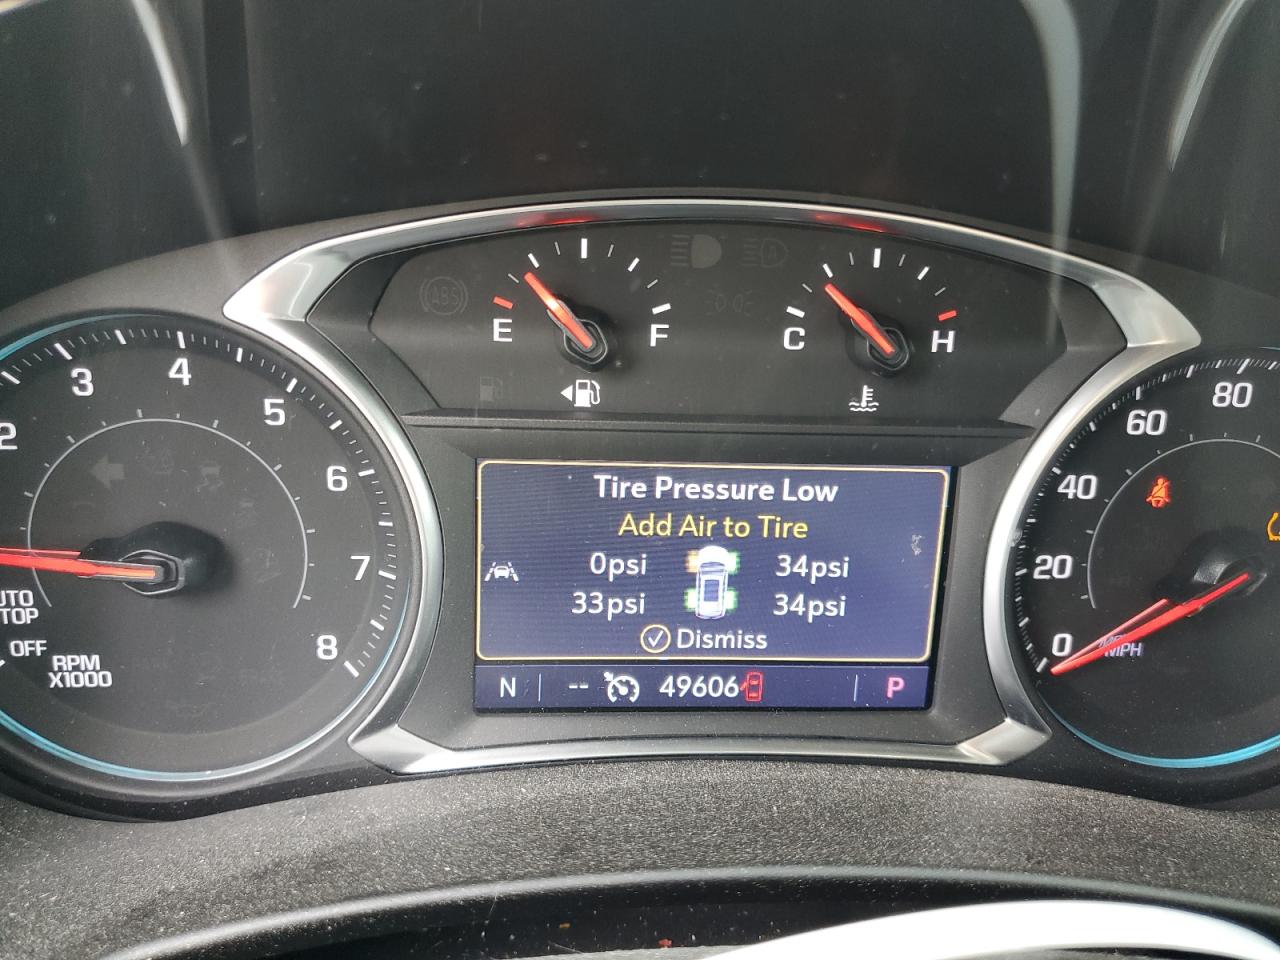 ABS
E F
C H
2 3 4 5 6 7 8
UTO
TOP
OFF
RPM
X1000
Tire Pressure Low
Add Air to Tire
0psi 34psi
33psi 34psi
Dismiss
N -- 49606 P
0 20 40 60 80
MPH